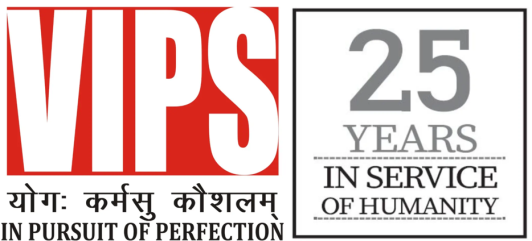 VIPS
योगः कर्मसु कौशलम्
IN PURSUIT OF PERFECTION
25
YEARS
IN SERVICE
OF HUMANITY